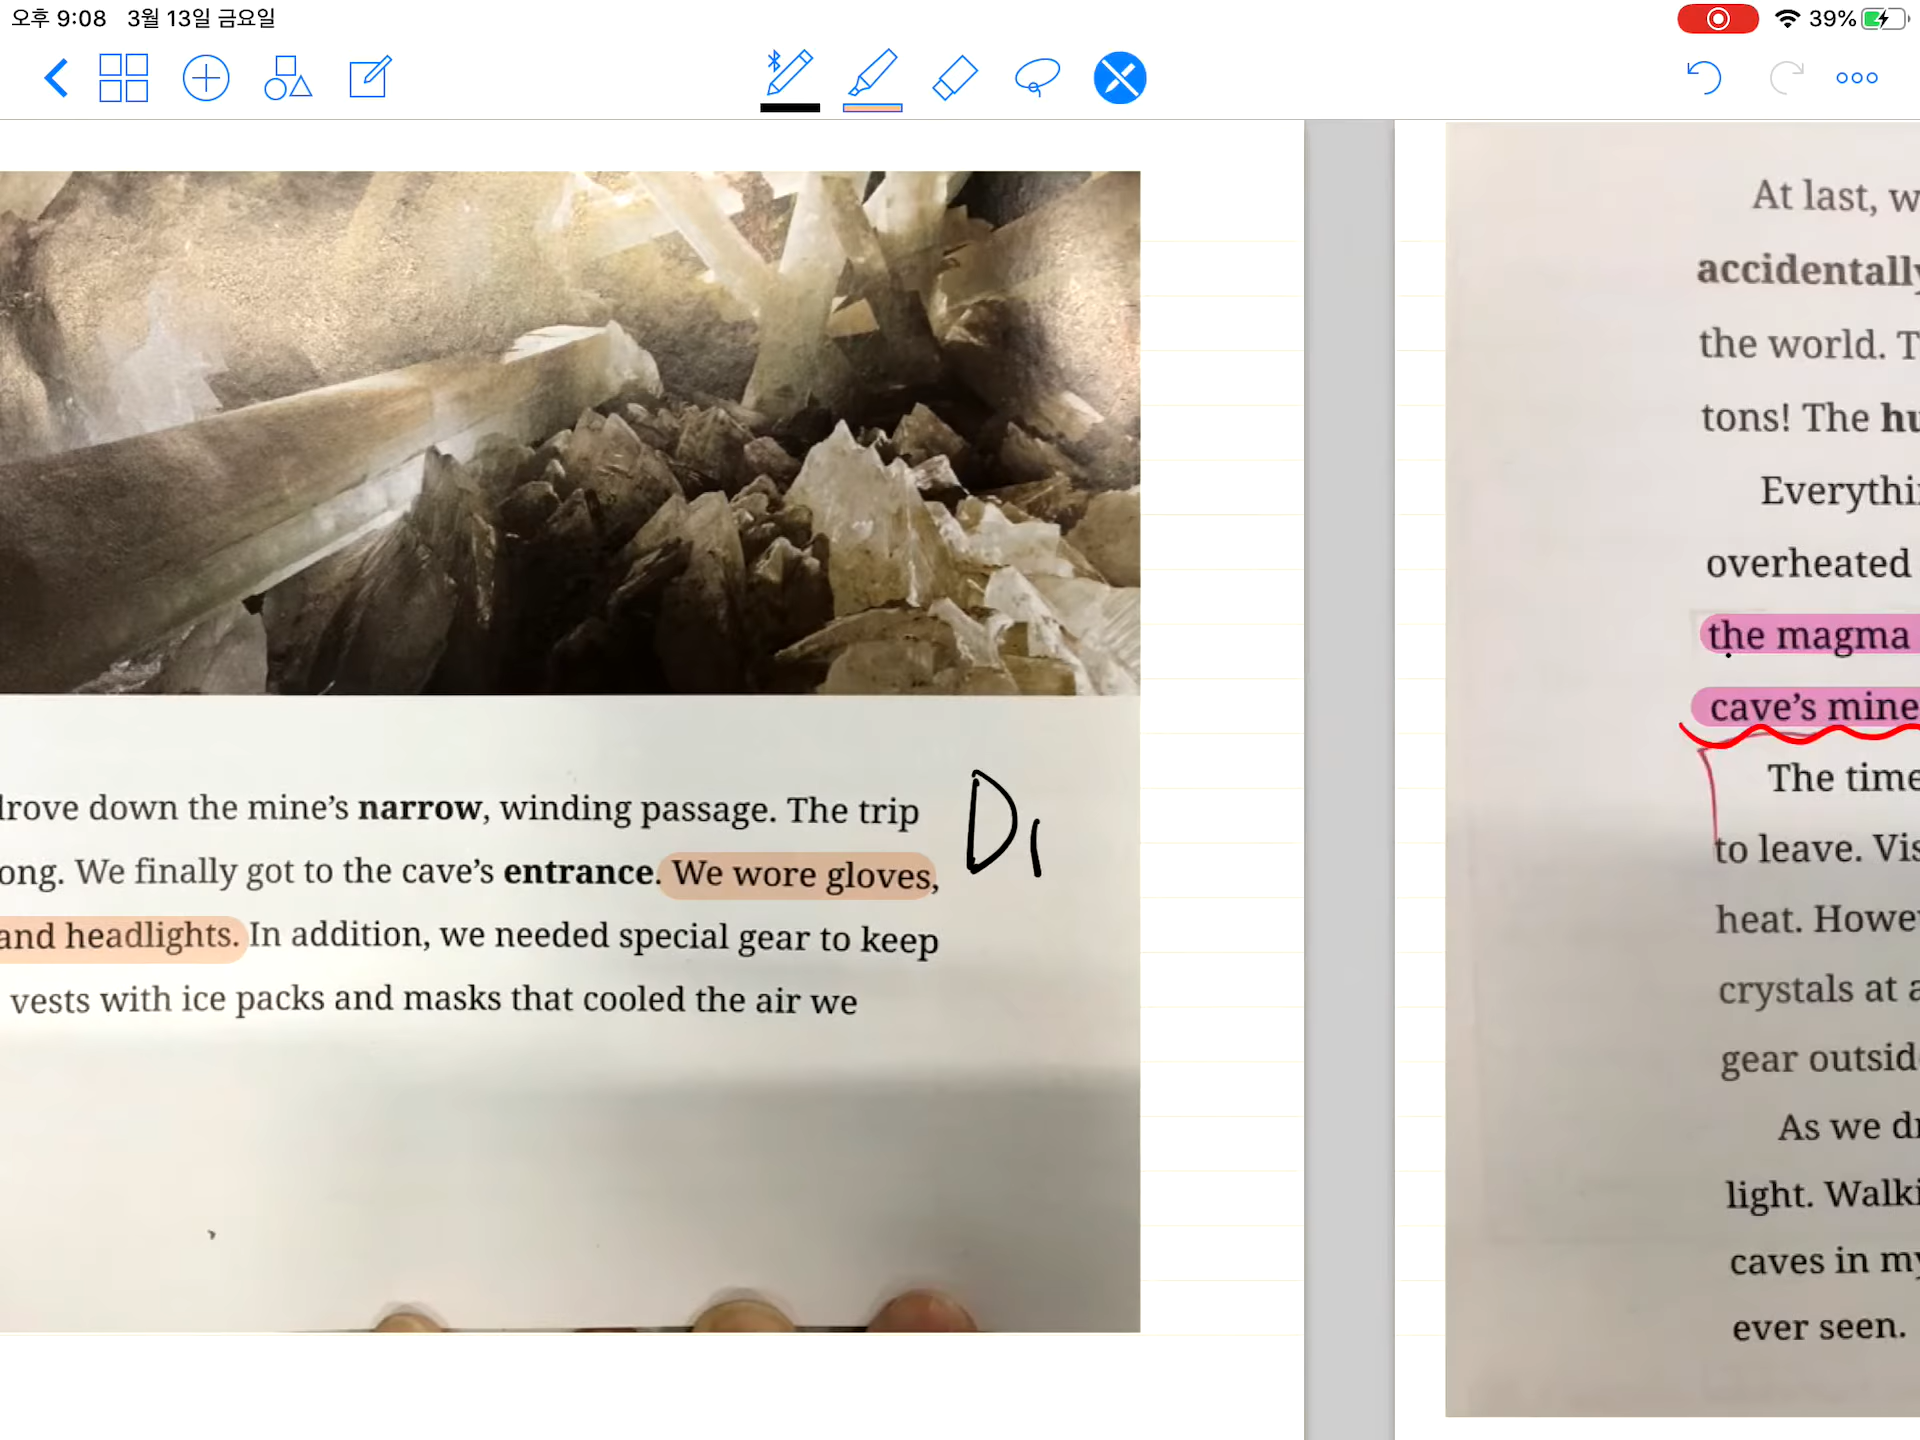 오후 9:08 3월 13일 금요일
39%
drove down the mine's narrow, winding passage. The trip
ong. We finally got to the cave's entrance. We wore gloves,
and headlights. In addition, we needed special gear to keep
vests with ice packs and masks that cooled the air we
D1
At last, w
accidentally
the world. T
tons! The hu
Everythi
overheated
the magma
cave's mine
The time
to leave. Vis
heat. Howe
crystals at a
gear outsid
As we dr
light. Walki
caves in my
ever seen.